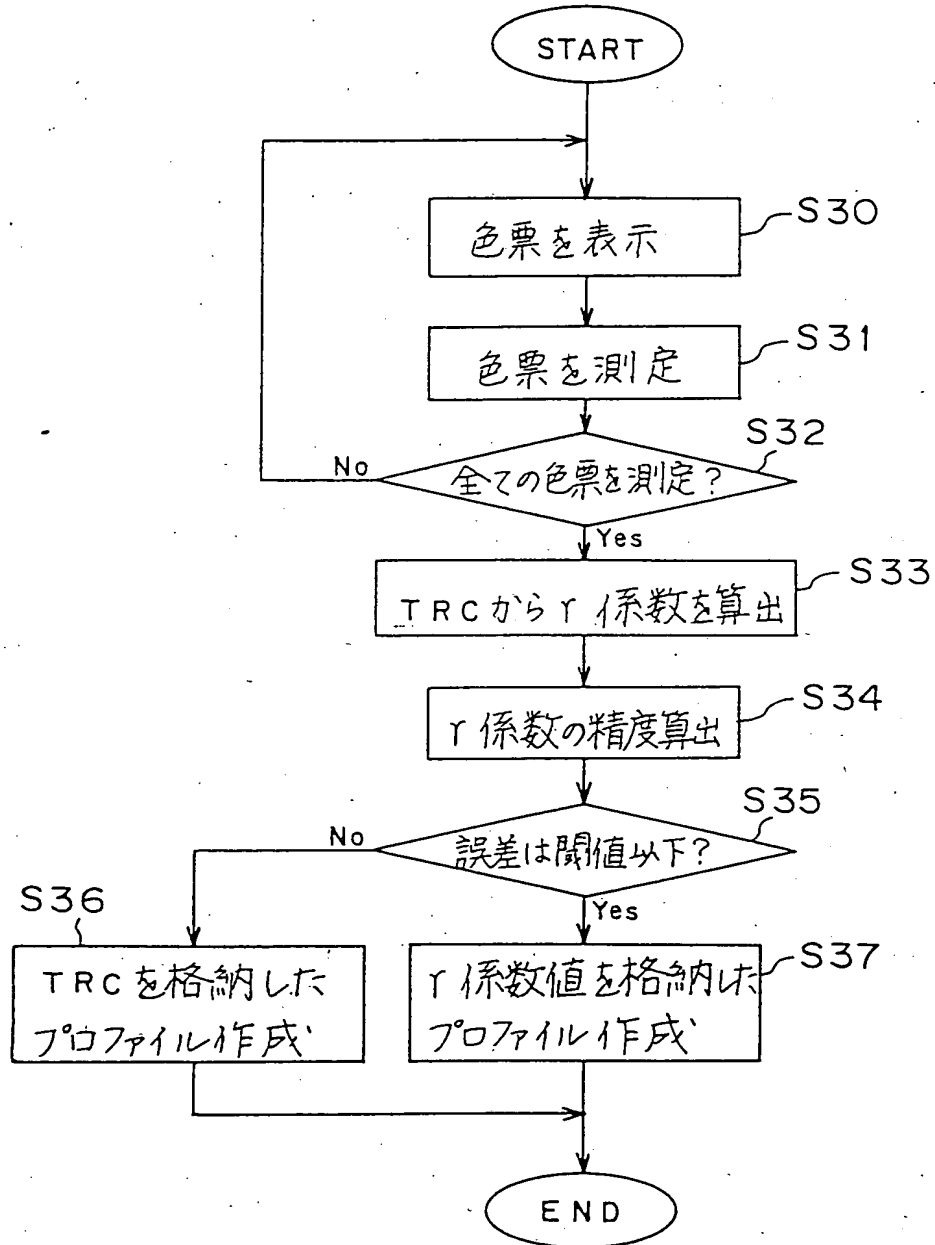 START
色票を表示
S30
色票を測定
S31
全ての色票を測定?
S32
No
Yes
TRCからγ係数を算出
S33
γ係数の精度算出
S34
誤差は閾値以下?
S35
No
Yes
S36
TRCを格納した
プロファイル作成
γ係数値を格納した
プロファイル作成
S37
END